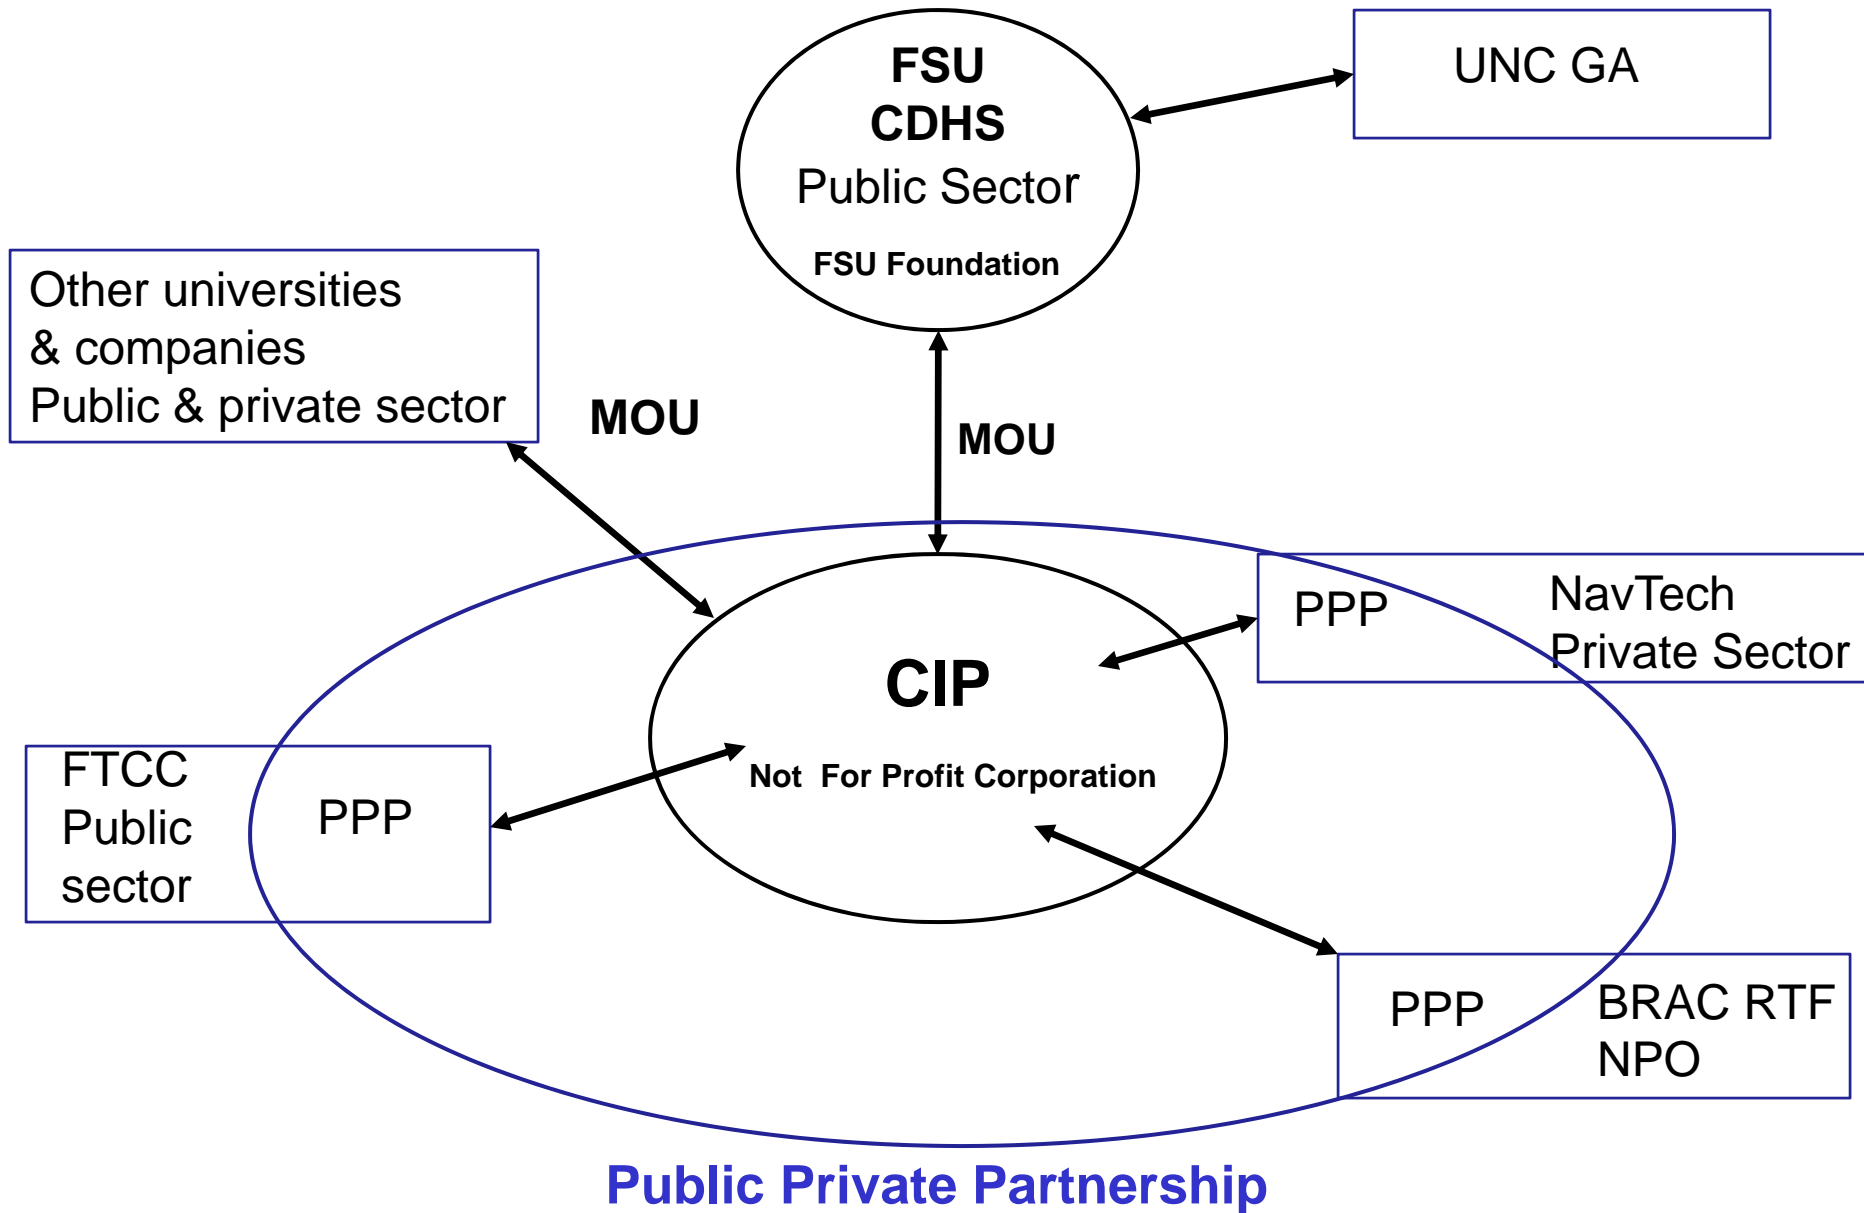 FSU
CDHS
Public Sector
FSU Foundation
UNC GA
Other universities
& companies
Public & private sector
MOU
MOU
PPP
NavTech
Private Sector
CIP
Not  For Profit Corporation
FTCC
Public
sector
PPP
PPP
BRAC RTF
NPO
Public Private Partnership